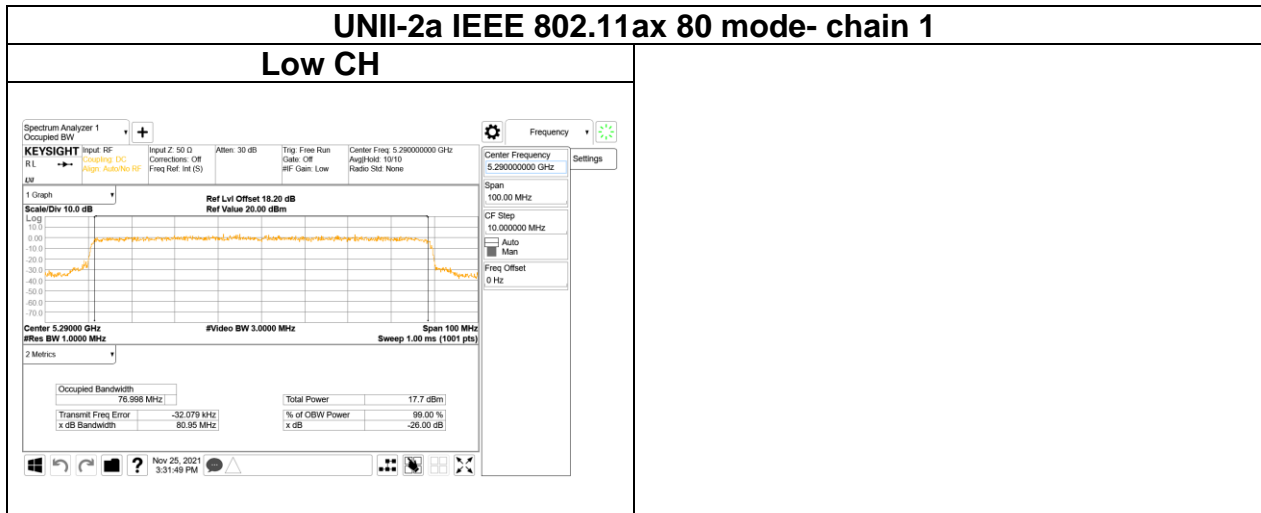 UNII-2a IEEE 802.11ax 80 mode- chain 1
Low CH
Spectrum Analyzer 1
Occupied BW
Frequency
KEYSIGHT
Input: RF
Coupling: DC
Align: Auto/No RF
Input Z: 50 Ω
Corrections: Off
Freq Ref: Int (S)
Atten: 30 dB
Trig: Free Run
Gate: Off
#IF Gain: Low
Center Freq: 5.290000000 GHz
Avg|Hold: 10/10
Radio Std: None
RL
LXI
Center Frequency
5.290000000 GHz
Settings
Span
100.00 MHz
CF Step
10.000000 MHz
Auto
Man
Freq Offset
0 Hz
1 Graph
Scale/Div 10.0 dB
Ref Lvl Offset 18.20 dB
Ref Value 20.00 dBm
Log
10.0
0.00
-10.0
-20.0
-30.0
-40.0
-50.0
-60.0
-70.0
Center 5.29000 GHz
#Video BW 3.0000 MHz
Span 100 MHz
#Res BW 1.0000 MHz
Sweep 1.00 ms (1001 pts)
2 Metrics
Occupied Bandwidth
76.998 MHz
Total Power 17.7 dBm
Transmit Freq Error -32.079 kHz
% of OBW Power 99.00 %
x dB Bandwidth 80.95 MHz
x dB -26.00 dB
?
Nov 25, 2021
3:31:49 PM